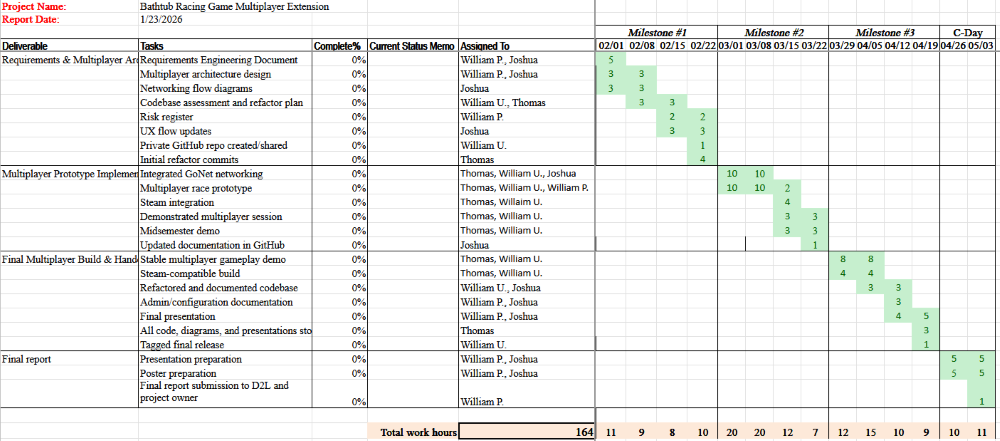 Project Name: Bathtub Racing Game Multiplayer Extension
Report Date: 1/23/2026
Milestone #1 Milestone #2 Milestone #3 C-Day
Deliverable Tasks Complete% Current Status Memo Assigned To 02/01 02/08 02/15 02/22 03/01 03/08 03/15 03/22 03/29 04/05 04/12 04/19 04/26 05/03
Requirements & Multiplayer Arc Requirements Engineering Document 0% William P., Joshua 5
Multiplayer architecture design 0% William P., Joshua 3 3
Networking flow diagrams 0% Joshua 3 3
Codebase assessment and refactor plan 0% William U., Thomas 3 3
Risk register 0% William P. 2 2
UX flow updates 0% Joshua 3 3
Private GitHub repo created/shared 0% William U. 1
Initial refactor commits 0% Thomas 4
Multiplayer Prototype Implemen Integrated GoNet networking 0% Thomas, William U., Joshua 10 10
Multiplayer race prototype 0% Thomas, William U., William P. 10 10 2
Steam integration 0% Thomas, Willaim U. 4
Demonstrated multiplayer session 0% Thomas, William U. 3 3
Midsemester demo 0% Thomas, William U. 3 3
Updated documentation in GitHub 0% Joshua 1
Final Multiplayer Build & Hand Stable multiplayer gameplay demo 0% Thomas, William U. 8 8
Steam-compatible build 0% Thomas, William U. 4 4
Refactored and documented codebase 0% William U., Joshua 3 3
Admin/configuration documentation 0% William P., Joshua 3
Final presentation 0% William P., Joshua 4 5
All code, diagrams, and presentations sto 0% Thomas 3
Tagged final release 0% William U. 1
Final report Presentation preparation 0% William P., Joshua 5 5
Poster preparation 0% William P., Joshua 5 5
Final report submission to D2L and
project owner 0% William P. 1
Total work hours 164 11 9 8 10 20 20 12 7 12 15 10 9 10 11